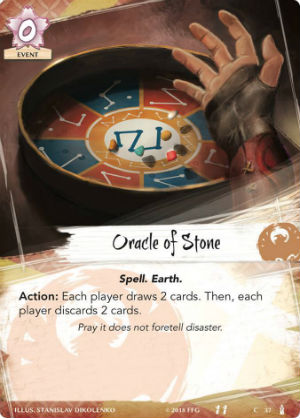 0
EVENT
Oracle of Stone
Spell. Earth.
Action: Each player draws 2 cards. Then, each
player discards 2 cards.
Pray it does not foretell disaster.
ILLUS. STANISLAV DIKOLENKO ©2018 FFG C 37